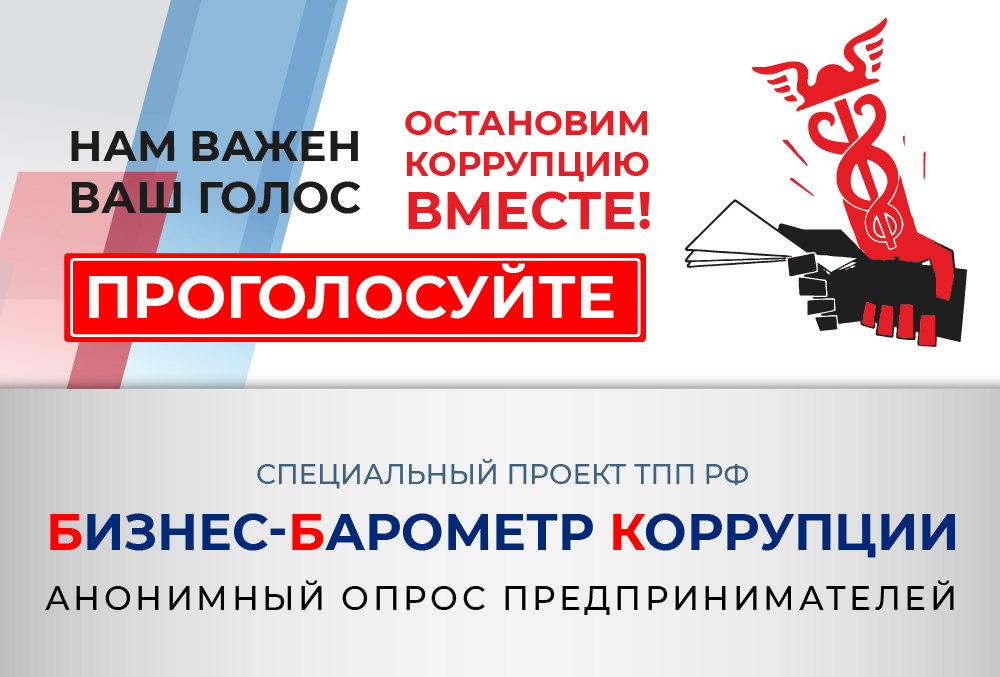 НАМ ВАЖЕН
ВАШ ГОЛОС
ОСТАНОВИМ
КОРРУПЦИЮ
ВМЕСТЕ!
ПРОГОЛОСУЙТЕ
СПЕЦИАЛЬНЫЙ ПРОЕКТ ТПП РФ
БИЗНЕС-БАРОМЕТР КОРРУПЦИИ
АНОНИМНЫЙ ОПРОС ПРЕДПРИНИМАТЕЛЕЙ